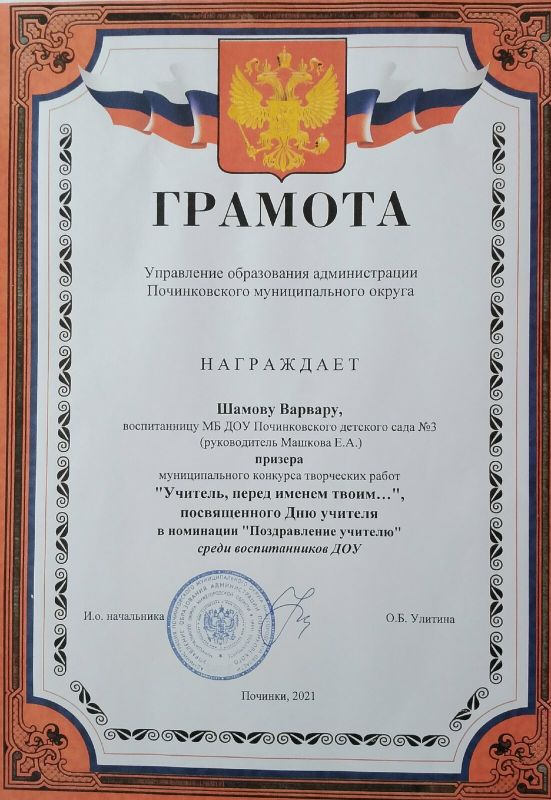 ГРАМОТА
Управление образования администрации
Починковского муниципального округа
НАГРАЖДАЕТ
Шамову Варвару,
воспитанницу МБ ДОУ Починковского детского сада №3
(руководитель Машкова Е.А.)
призера
муниципального конкурса творческих работ
"Учитель, перед именем твоим…",
посвященного Дню учителя
в номинации "Поздравление учителю"
среди воспитанников ДОУ
И.о. начальника
О.Б. Улитина
Починки, 2021